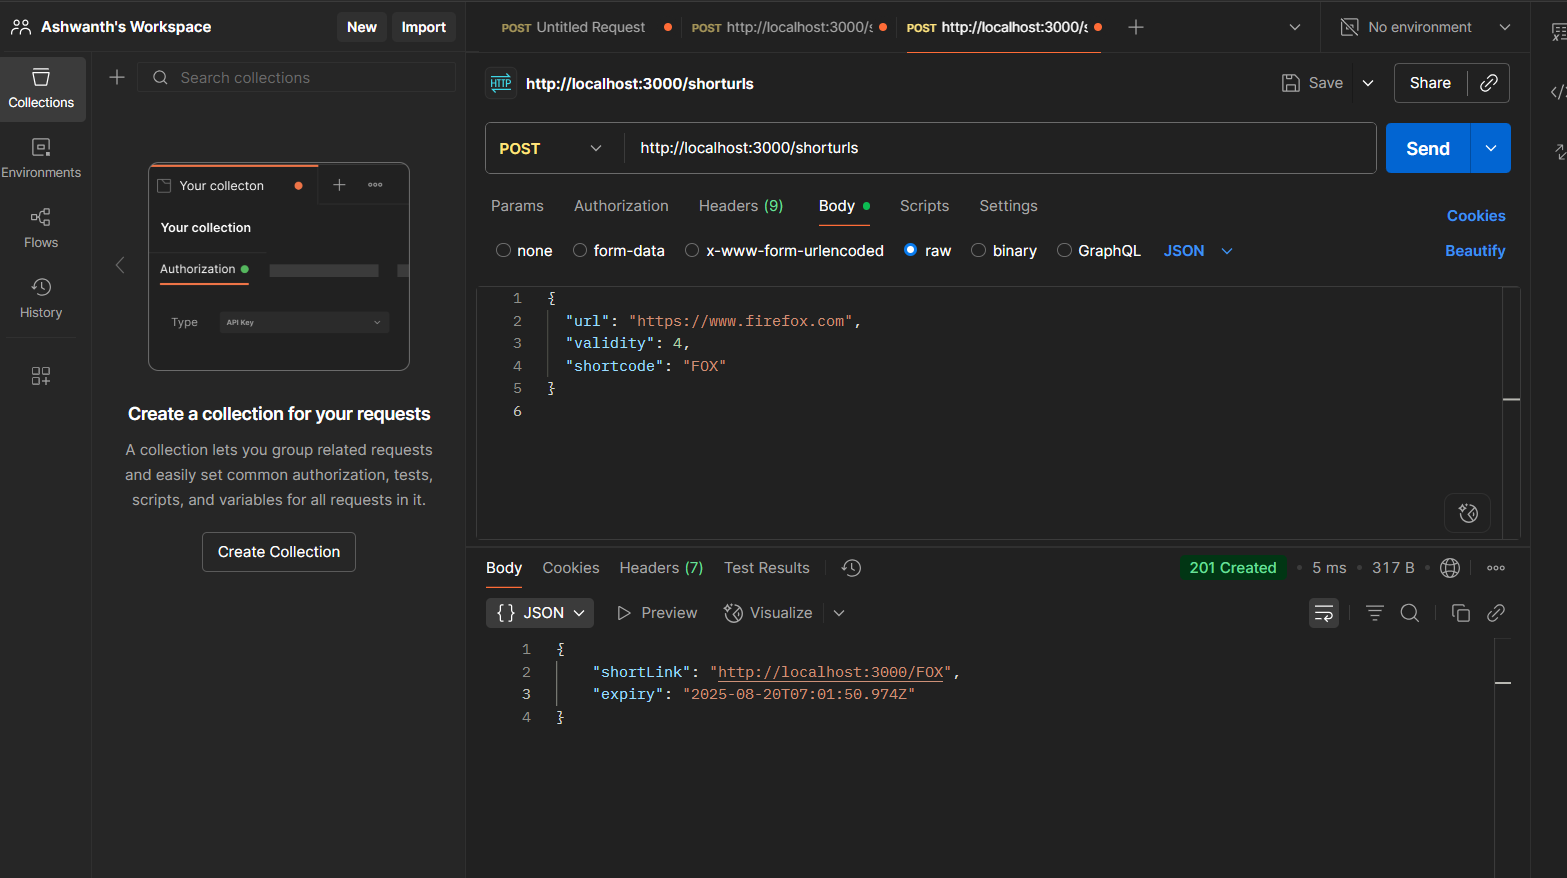 Ashwanth's Workspace
New
Import
POST Untitled Request
POST http://localhost:3000/s
POST http://localhost:3000/s
No environment
Collections
Environments
Flows
History
Search collections
Your collecton
Your collection
Authorization
Type
API Key
Create a collection for your requests
A collection lets you group related requests
and easily set common authorization, tests,
scripts, and variables for all requests in it.
Create Collection
HTTP
http://localhost:3000/shorturls
Save
Share
POST
http://localhost:3000/shorturls
Send
Params
Authorization
Headers (9)
Body
Scripts
Settings
Cookies
none
form-data
x-www-form-urlencoded
raw
binary
GraphQL
JSON
Beautify
1 {
2 "url": "https://www.firefox.com",
3 "validity": 4,
4 "shortcode": "FOX"
5 }
6
Body
Cookies
Headers (7)
Test Results
201 Created
5 ms
317 B
{} JSON
Preview
Visualize
1 {
2 "shortLink": "http://localhost:3000/FOX",
3 "expiry": "2025-08-20T07:01:50.974Z"
4 }